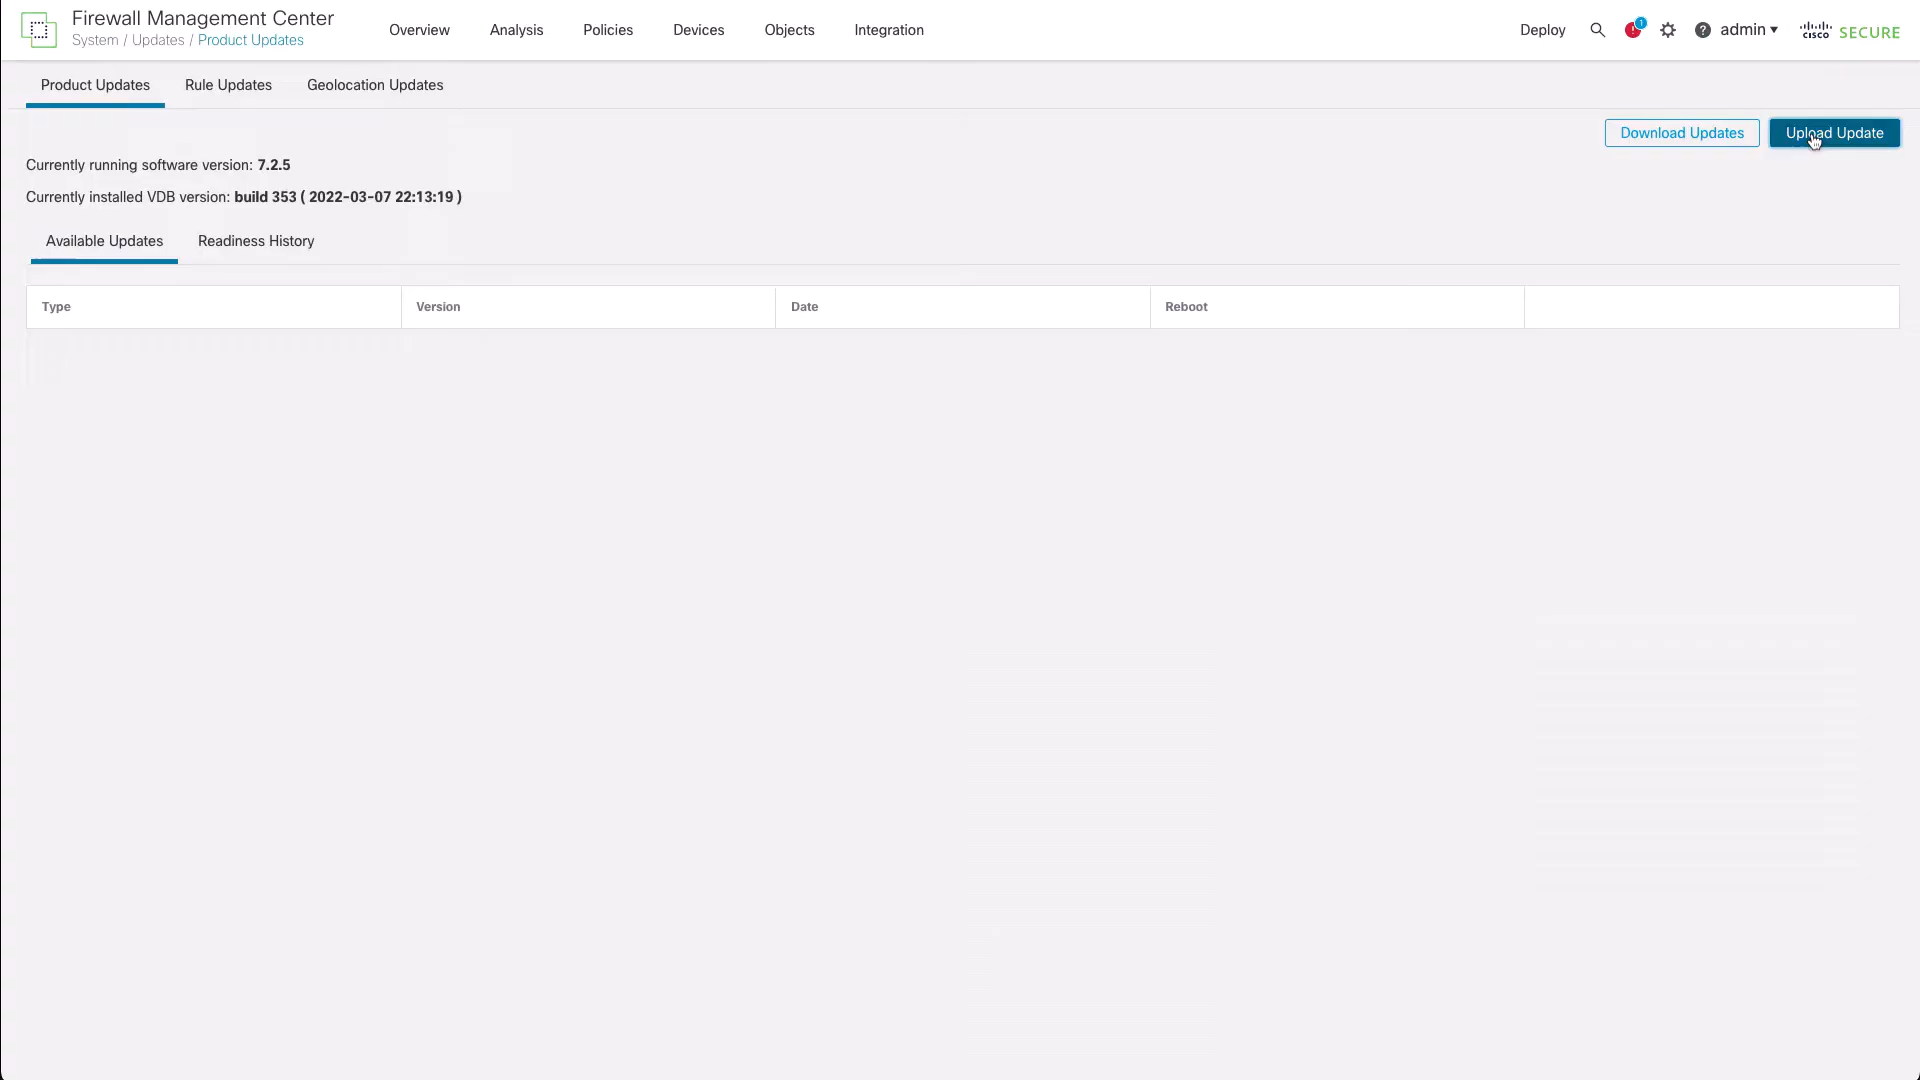 Firewall Management Center
System / Updates / Product Updates
Overview
Analysis
Policies
Devices
Objects
Integration
Deploy
1
admin
cisco SECURE
Product Updates
Rule Updates
Geolocation Updates
Download Updates
Upload Update
Currently running software version: 7.2.5
Currently installed VDB version: build 353 ( 2022-03-07 22:13:19 )
Available Updates
Readiness History
Type
Version
Date
Reboot